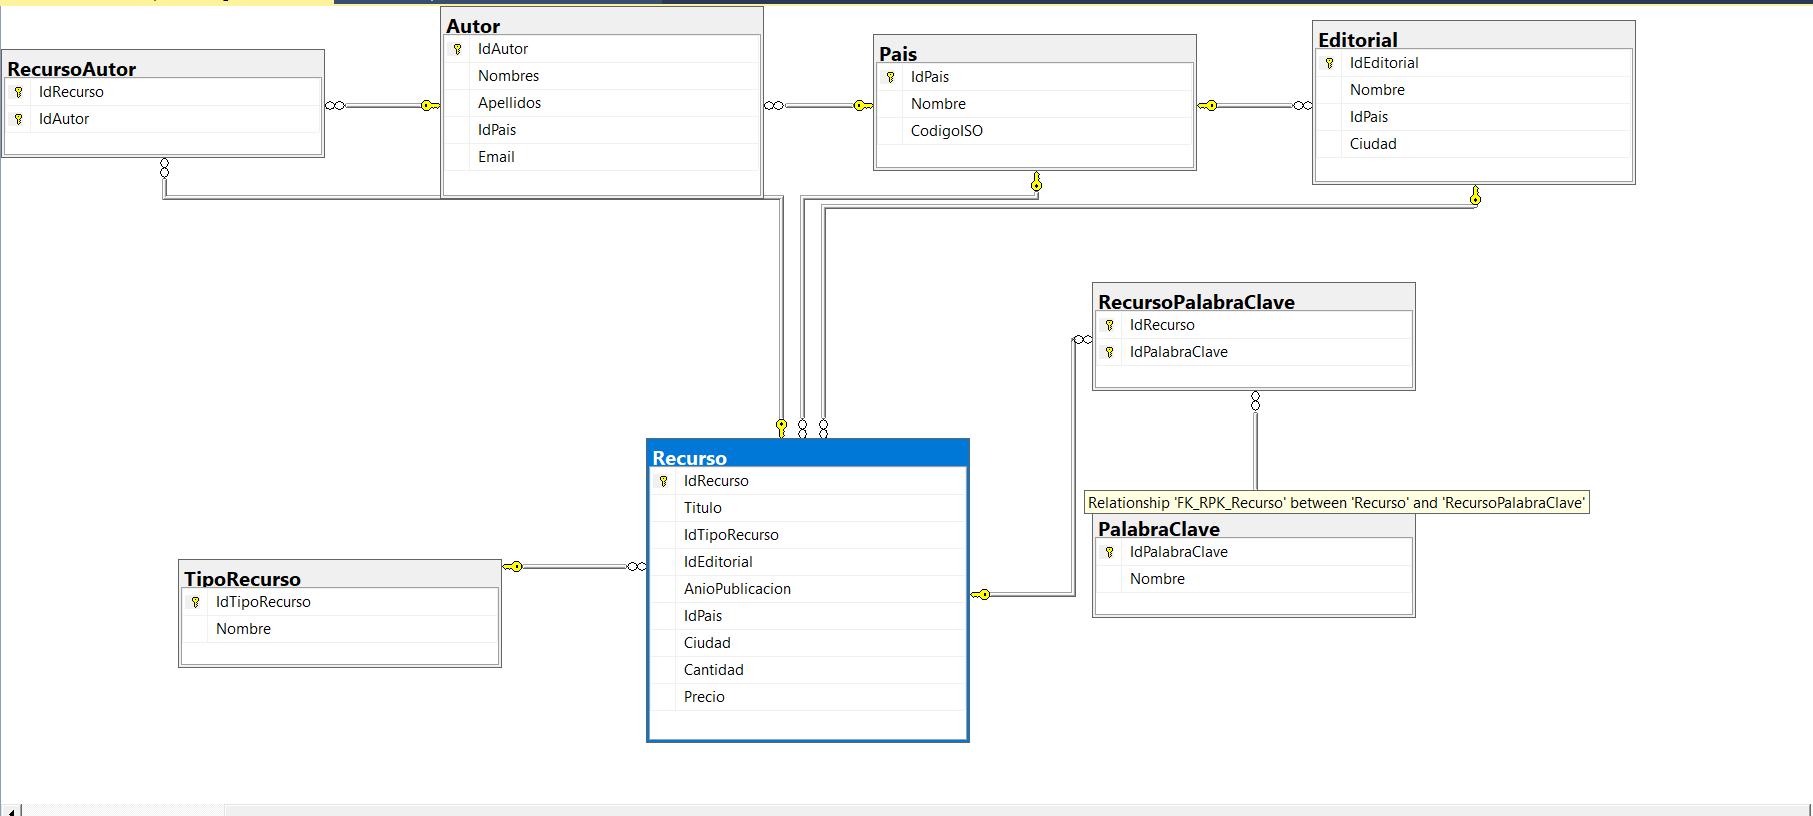 RecursoAutor
IdRecurso
IdAutor
Autor
IdAutor
Nombres
Apellidos
IdPais
Email
Pais
IdPais
Nombre
CodigoISO
Editorial
IdEditorial
Nombre
IdPais
Ciudad
RecursoPalabraClave
IdRecurso
IdPalabraClave
Relationship 'FK_RPK_Recurso' between 'Recurso' and 'RecursoPalabraClave'
PalabraClave
IdPalabraClave
Nombre
Recurso
IdRecurso
Titulo
IdTipoRecurso
IdEditorial
AnioPublicacion
IdPais
Ciudad
Cantidad
Precio
TipoRecurso
IdTipoRecurso
Nombre